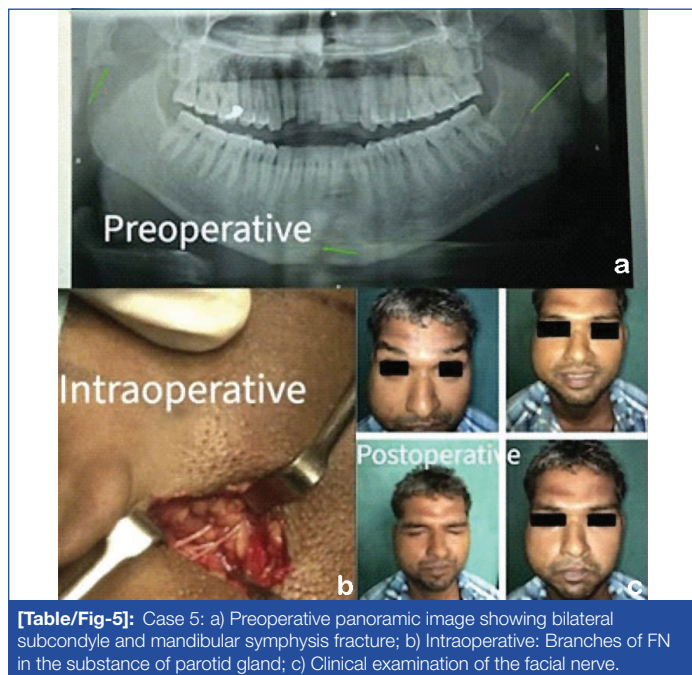 Preoperative
a
Intraoperative
Postoperative
b
c
[Table/Fig-5]: Case 5: a) Preoperative panoramic image showing bilateral
subcondyle and mandibular symphysis fracture; b) Intraoperative: Branches of FN
in the substance of parotid gland; c) Clinical examination of the facial nerve.